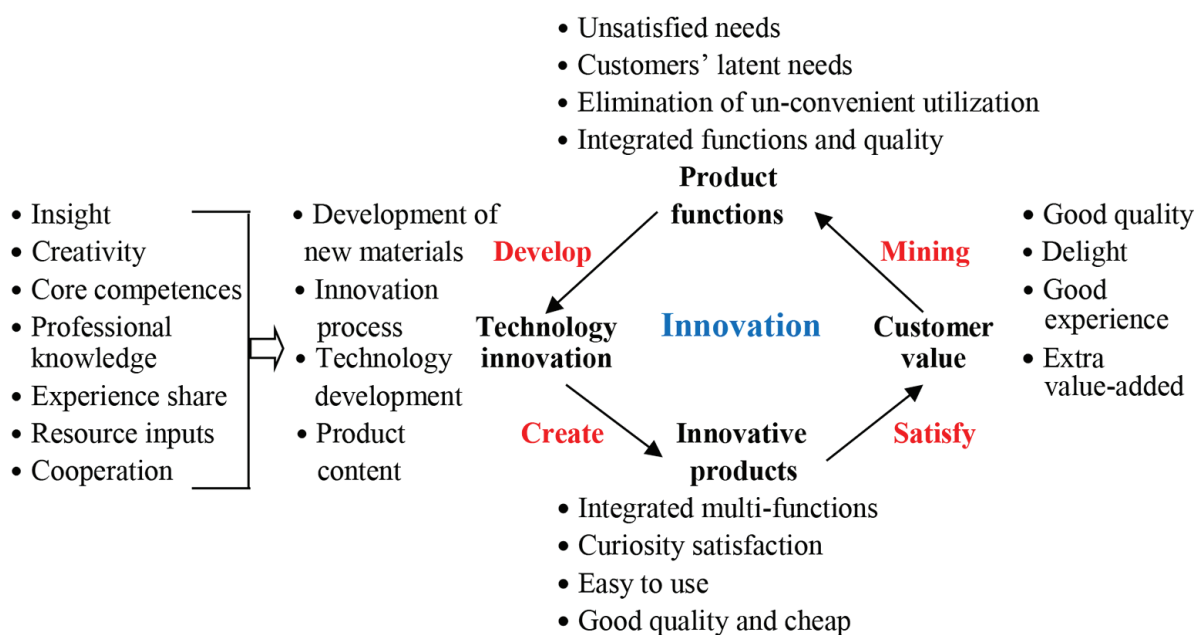 • Unsatisfied needs
• Customers’ latent needs
• Elimination of un-convenient utilization
• Integrated functions and quality
Product
functions
• Insight
• Creativity
• Core competences
• Professional
knowledge
• Experience share
• Resource inputs
• Cooperation
• Development of
new materials
• Innovation
process
• Technology
development
• Product
content
Develop
Mining
Technology
innovation
Innovation
Customer
value
• Good quality
• Delight
• Good
experience
• Extra
value-added
Create
Innovative
products
Satisfy
• Integrated multi-functions
• Curiosity satisfaction
• Easy to use
• Good quality and cheap